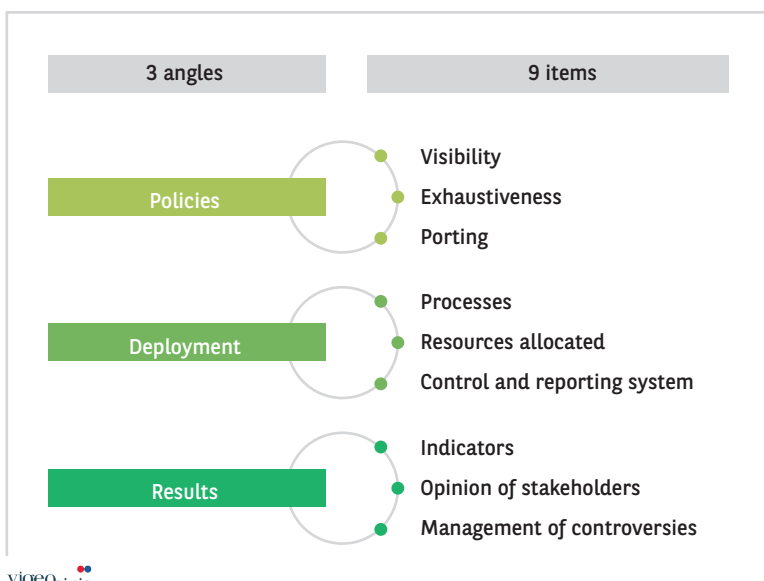 3 angles
9 items
Policies
Visibility
Exhaustiveness
Porting
Deployment
Processes
Resources allocated
Control and reporting system
Results
Indicators
Opinion of stakeholders
Management of controversies